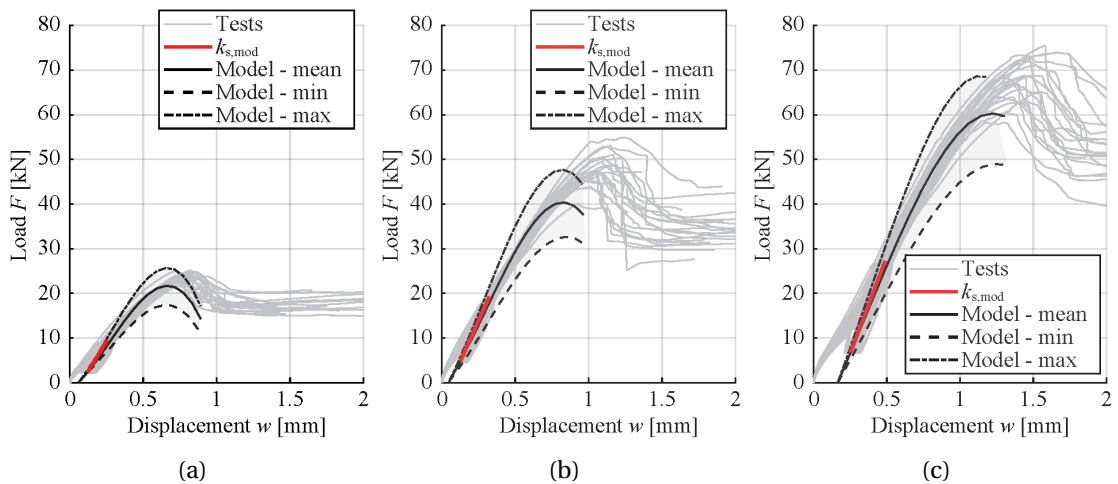 80
70
60
50
40
30
20
10
0
Load F [kN]
0 0.5 1 1.5 2
Displacement w [mm]
Tests
ks,mod
Model - mean
Model - min
Model - max
(a)
80
70
60
50
40
30
20
10
0
Load F [kN]
0 0.5 1 1.5 2
Displacement w [mm]
Tests
ks,mod
Model - mean
Model - min
Model - max
(b)
80
70
60
50
40
30
20
10
0
Load F [kN]
0 0.5 1 1.5 2
Displacement w [mm]
Tests
ks,mod
Model - mean
Model - min
Model - max
(c)